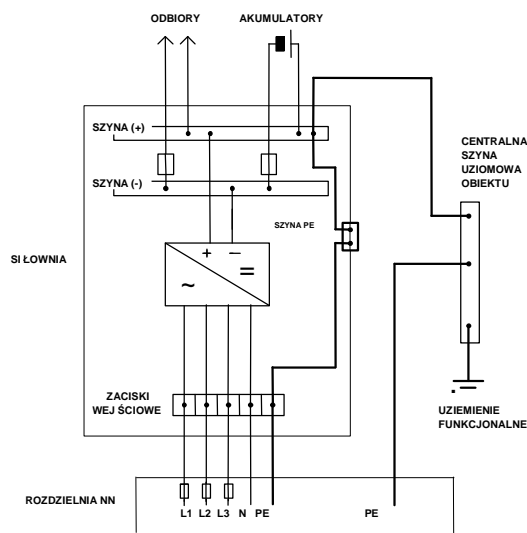 ODBIORY
AKUMULATORY
SZYNA (+)
SZYNA (-)
CENTRALNA
SZYNA
UZIOMOWA
OBIEKTU
SZYNA PE
SI ŁOWNIA
+ –
~ =
ZACISKI
WEJ ŚCIOWE
UZIEMIENIE
FUNKCJONALNE
ROZDZIELNIA NN
L1 L2 L3 N PE
PE